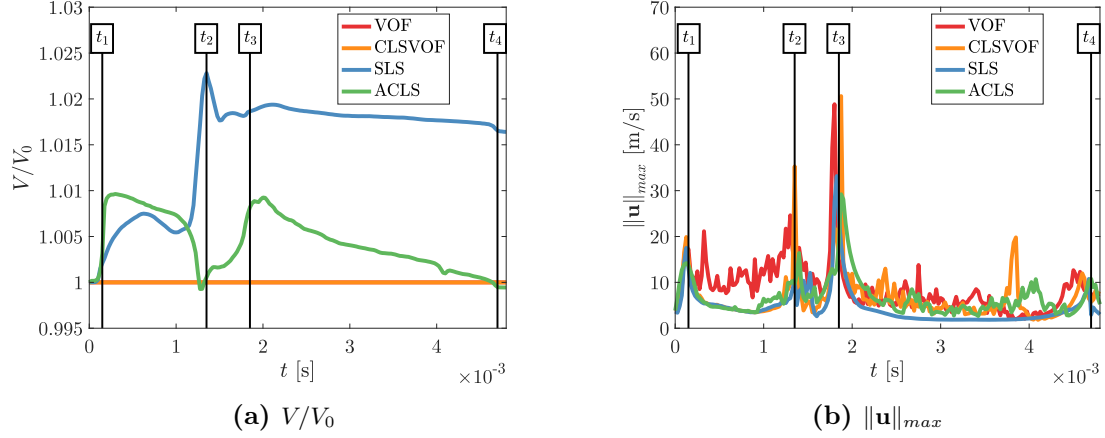 1.03
1.025
1.02
1.015
1.01
1.005
1
0.995
V/V₀
t₁
t₂
t₃
t₄
VOF
CLSVOF
SLS
ACLS
0 1 2 3 4
t [s]
×10⁻³
(a) V/V₀
70
60
50
40
30
20
10
0
‖u‖ₘₐₓ [m/s]
t₁
t₂
t₃
t₄
VOF
CLSVOF
SLS
ACLS
0 1 2 3 4
t [s]
×10⁻³
(b) ‖u‖ₘₐₓ